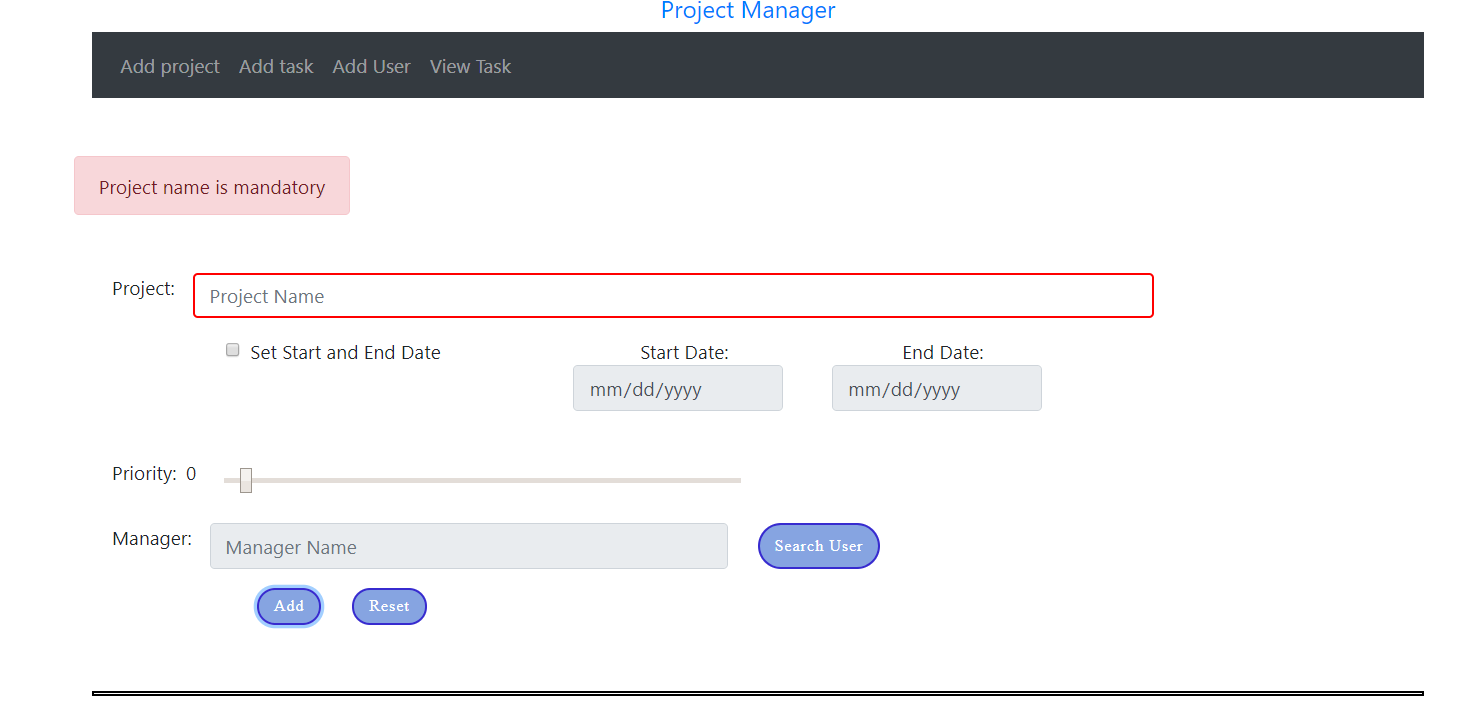 Project Manager
Add project Add task Add User View Task
Project name is mandatory
Project: Project Name
Set Start and End Date Start Date: End Date:
mm/dd/yyyy mm/dd/yyyy
Priority: 0
Manager: Manager Name Search User
Add Reset